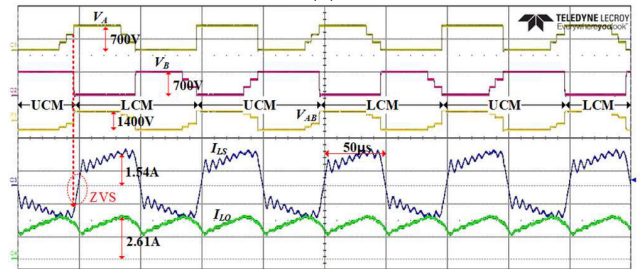 V_A
TELEDYNE LECROY
Everywhereyoulook™
700V
V_B
700V
UCM LCM UCM LCM UCM LCM
1400V
V_AB
I_LS
50μs
1.54A
ZVS
I_LO
2.61A